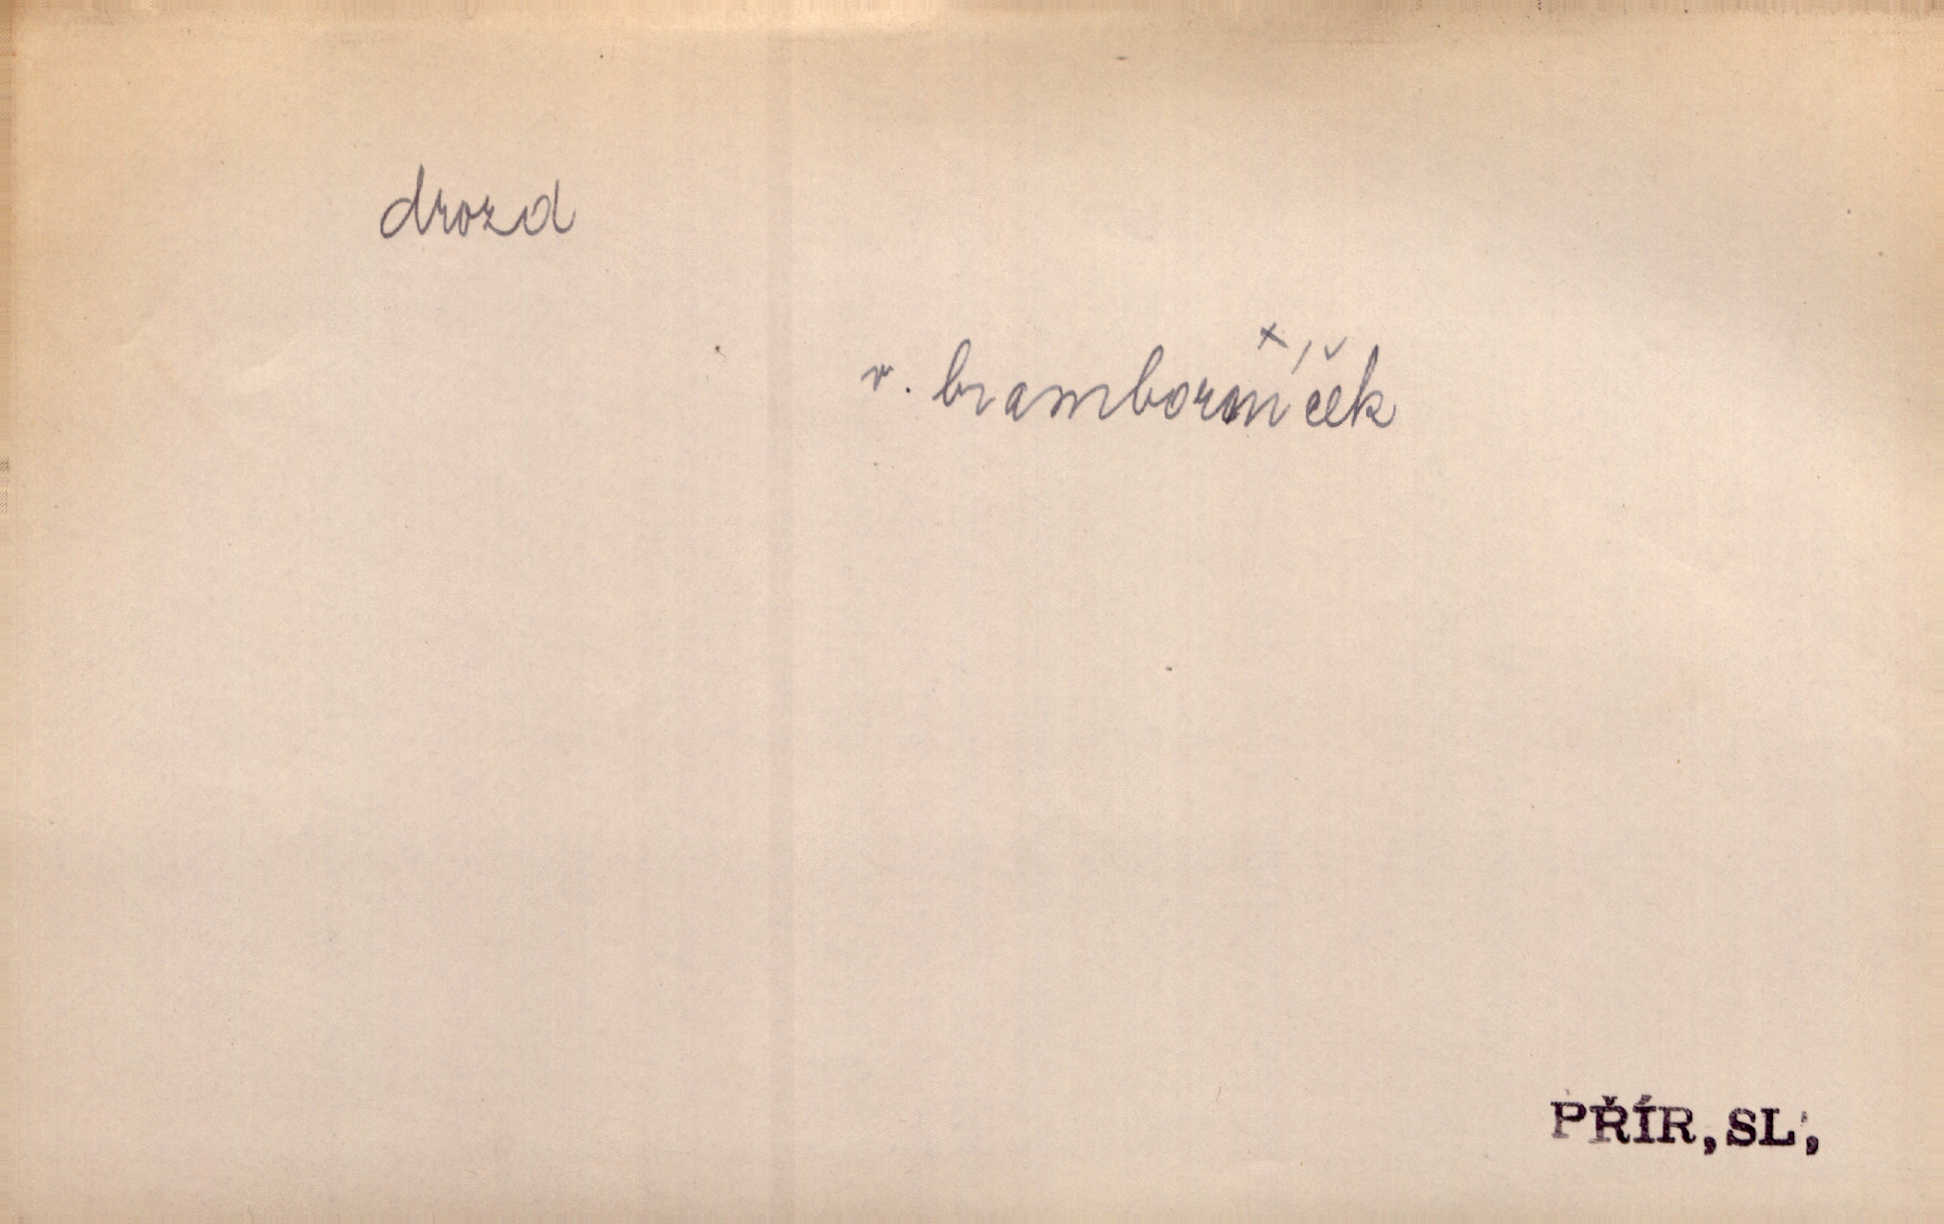 drozd
v. bramborníček
PŘÍR, SL,